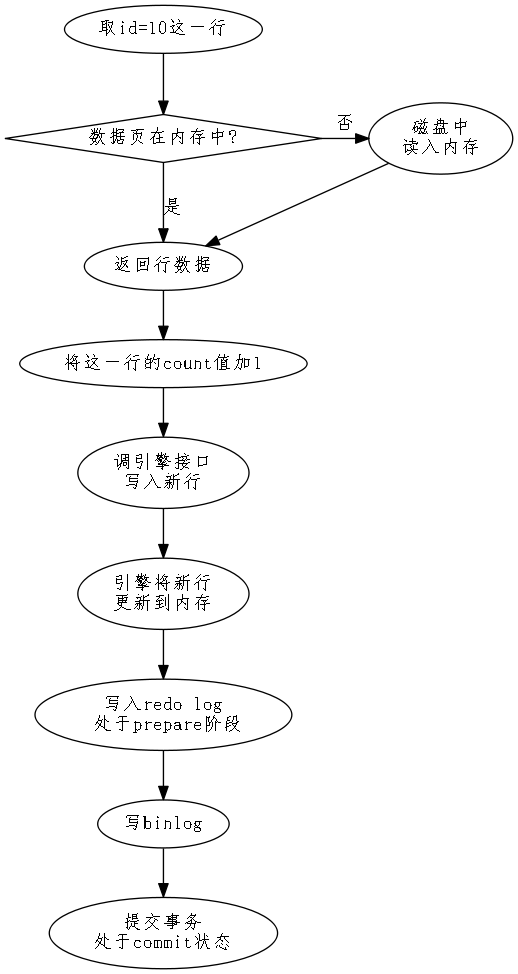 取id=10这一行
数据页在内存中?
否
磁盘中
读入内存
是
返回行数据
将这一行的count值加1
调引擎接口
写入新行
引擎将新行
更新到内存
写入redo log
处于prepare阶段
写binlog
提交事务
处于commit状态